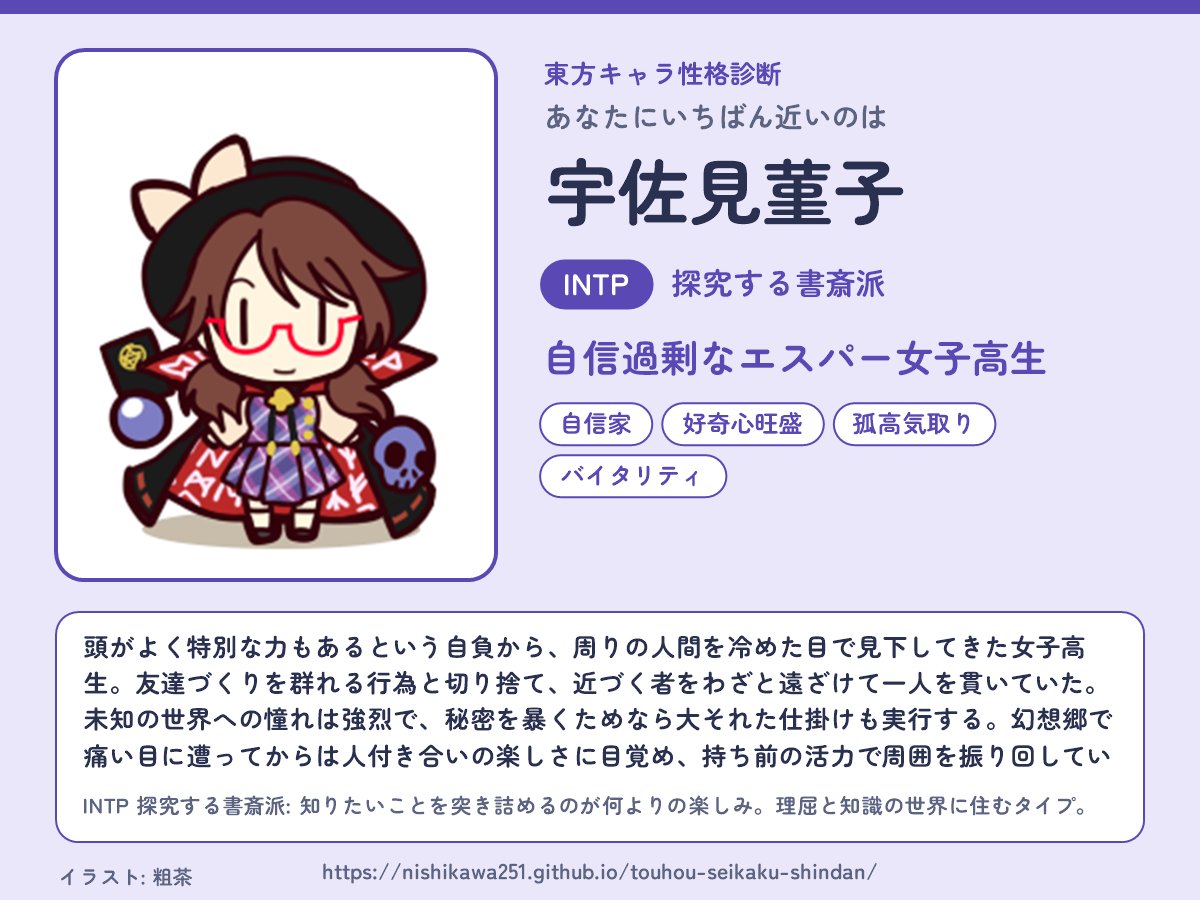 東方キャラ性格診断
あなたにいちばん近いのは
宇佐見菫子
INTP 探究する書斎派
自信過剰なエスパー女子高生
自信家 好奇心旺盛 孤高気取り
バイタリティ
頭がよく特別な力もあるという自負から、周りの人間を冷めた目で見下してきた女子高
生。友達づくりを群れる行為と切り捨て、近づく者をわざと遠ざけて一人を貫いていた。
未知の世界への憧れは強烈で、秘密を暴くためなら大それた仕掛けも実行する。幻想郷で
痛い目に遭ってからは人付き合いの楽しさに目覚め、持ち前の活力で周囲を振り回してい
INTP 探究する書斎派: 知りたいことを突き詰めるのが何よりの楽しみ。理屈と知識の世界に住むタイプ。
イラスト: 粗茶
https://nishikawa251.github.io/touhou-seikaku-shindan/